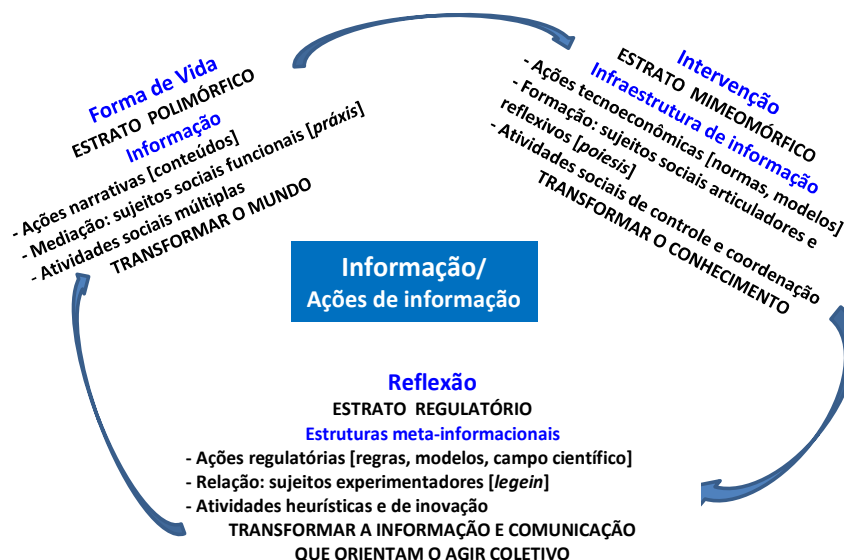 Forma de Vida
ESTRATO POLIMÓRFICO
Informação
- Ações narrativas [conteúdos]
- Mediação: sujeitos sociais funcionais [práxis]
- Atividades sociais múltiplas
TRANSFORMAR O MUNDO
Intervenção
ESTRATO MIMEOMÓRFICO
Infraestrutura de informação
- Ações tecnoeconômicas [normas, modelos]
- Formação: sujeitos sociais articuladores e
reflexivos [poiesis]
- Atividades sociais de controle e coordenação
TRANSFORMAR O CONHECIMENTO
Informação/
Ações de informação
Reflexão
ESTRATO REGULATÓRIO
Estruturas meta-informacionais
- Ações regulatórias [regras, modelos, campo científico]
- Relação: sujeitos experimentadores [legein]
- Atividades heurísticas e de inovação
TRANSFORMAR A INFORMAÇÃO E COMUNICAÇÃO
QUE ORIENTAM O AGIR COLETIVO